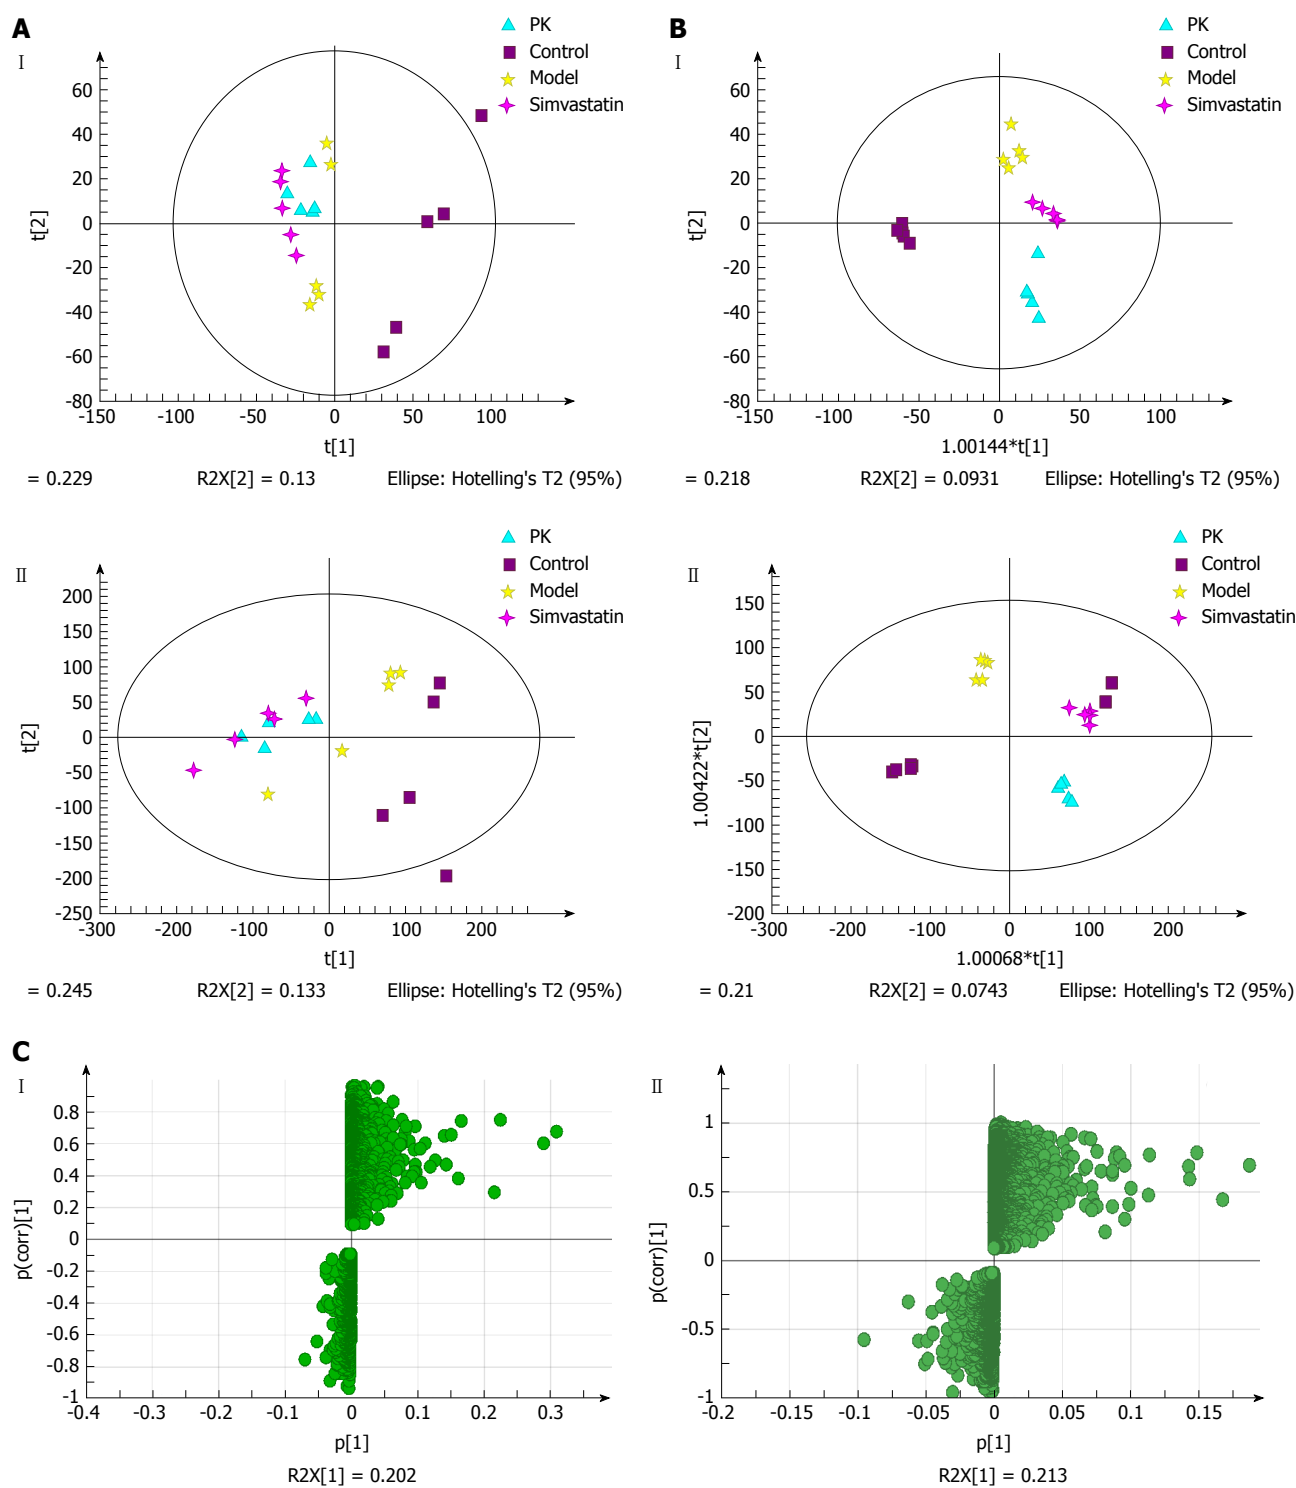 A
I
PK
Control
Model
Simvastatin
60
40
20
0
-20
-40
-60
-80
t[2]
-150
-100
-50
0
50
100
t[1]
= 0.229
R2X[2] = 0.13
Ellipse: Hotelling's T2 (95%)
B
I
PK
Control
Model
Simvastatin
60
40
20
0
-20
-40
-60
-80
t[2]
-150
-100
-50
0
50
100
1.00144*t[1]
= 0.218
R2X[2] = 0.0931
Ellipse: Hotelling's T2 (95%)
II
PK
Control
Model
Simvastatin
200
150
100
50
0
-50
-100
-150
-200
-250
t[2]
-300
-200
-100
0
100
200
t[1]
= 0.245
R2X[2] = 0.133
Ellipse: Hotelling's T2 (95%)
II
PK
Control
Model
Simvastatin
150
100
50
0
-50
-100
-150
-200
1.00422*t[2]
-300
-200
-100
0
100
200
1.00068*t[1]
= 0.21
R2X[2] = 0.0743
Ellipse: Hotelling's T2 (95%)
C
I
0.8
0.6
0.4
0.2
0
-0.2
-0.4
-0.6
-0.8
-1
p(corr)[1]
-0.4
-0.3
-0.2
-0.1
0
0.1
0.2
0.3
p[1]
R2X[1] = 0.202
II
1
0.5
0
-0.5
-1
p(corr)[1]
-0.2
-0.15
-0.1
-0.05
0
0.05
0.1
0.15
p[1]
R2X[1] = 0.213